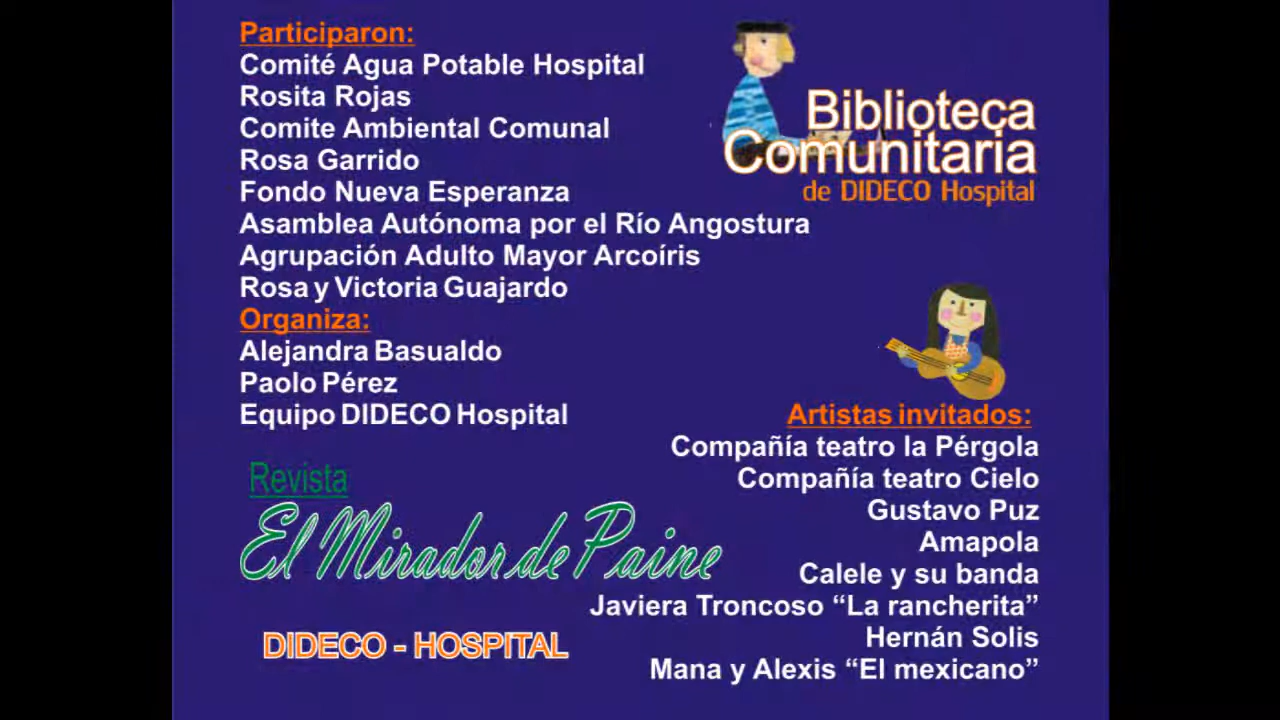 Participaron:
Comité Agua Potable Hospital
Rosita Rojas
Comite Ambiental Comunal
Rosa Garrido
Fondo Nueva Esperanza
Asamblea Autónoma por el Río Angostura
Agrupación Adulto Mayor Arcoíris
Rosa y Victoria Guajardo
Organiza:
Alejandra Basualdo
Paolo Pérez
Equipo DIDECO Hospital
Biblioteca
Comunitaria
de DIDECO Hospital
Artistas invitados:
Compañía teatro la Pérgola
Compañía teatro Cielo
Gustavo Puz
Amapola
Calele y su banda
Javiera Troncoso “La rancherita”
Hernán Solis
Mana y Alexis “El mexicano”
Revista
El Mirador de Paine
DIDECO - HOSPITAL